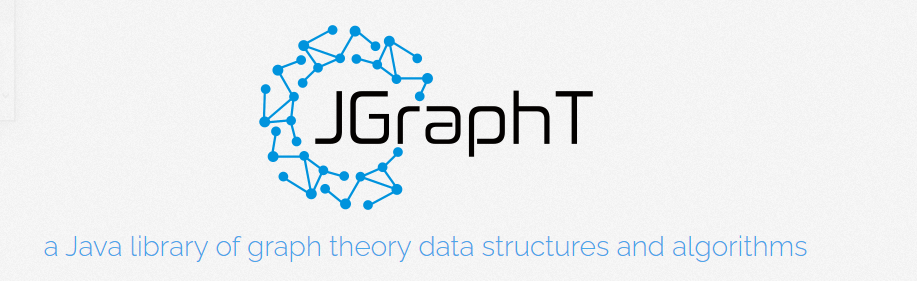 JGraphT
a Java library of graph theory data structures and algorithms